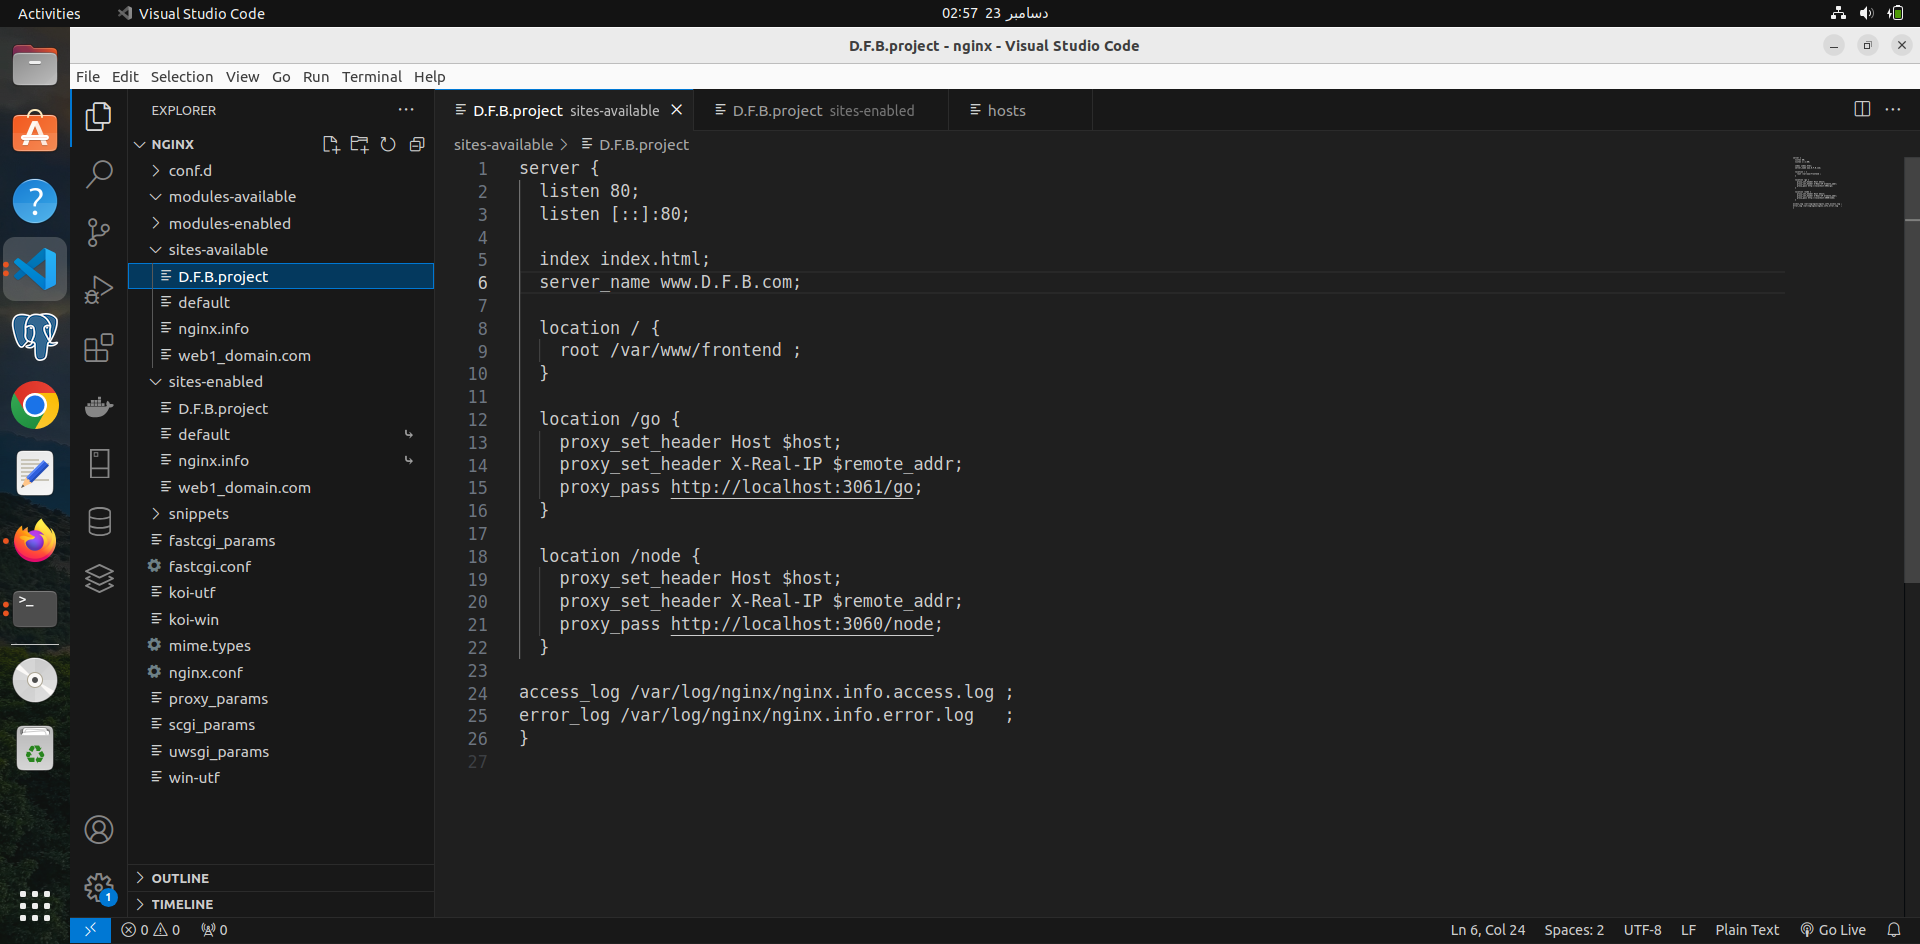 Activities
Visual Studio Code
02:57 23 دسامبر
D.F.B.project - nginx - Visual Studio Code
File Edit Selection View Go Run Terminal Help
EXPLORER
NGINX
conf.d
modules-available
modules-enabled
sites-available
D.F.B.project
default
nginx.info
web1_domain.com
sites-enabled
D.F.B.project
default
nginx.info
web1_domain.com
snippets
fastcgi_params
fastcgi.conf
koi-utf
koi-win
mime.types
nginx.conf
proxy_params
scgi_params
uwsgi_params
win-utf
OUTLINE
TIMELINE
D.F.B.project sites-available
D.F.B.project sites-enabled
hosts
sites-available > D.F.B.project
1 server {
2 listen 80;
3 listen [::]:80;
4
5 index index.html;
6 server_name www.D.F.B.com;
7
8 location / {
9 root /var/www/frontend ;
10 }
11
12 location /go {
13 proxy_set_header Host $host;
14 proxy_set_header X-Real-IP $remote_addr;
15 proxy_pass http://localhost:3061/go;
16 }
17
18 location /node {
19 proxy_set_header Host $host;
20 proxy_set_header X-Real-IP $remote_addr;
21 proxy_pass http://localhost:3060/node;
22 }
23
24 access_log /var/log/nginx/nginx.info.access.log ;
25 error_log /var/log/nginx/nginx.info.error.log ;
26 }
27
1
0 0 0
Ln 6, Col 24 Spaces: 2 UTF-8 LF Plain Text Go Live